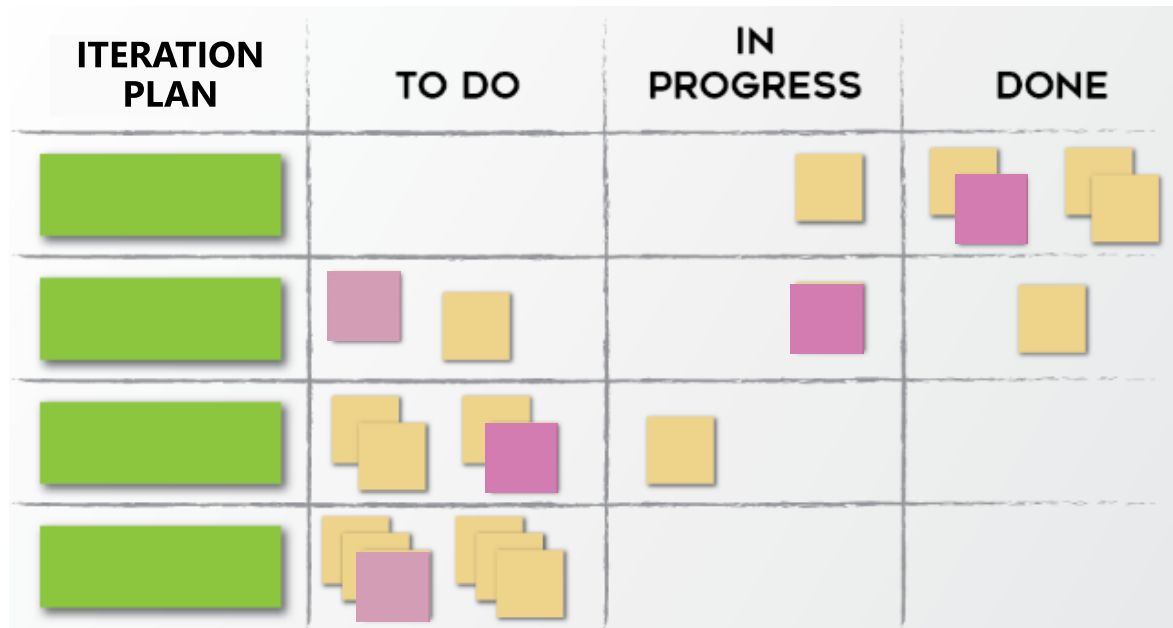 ITERATION
PLAN
TO DO
IN
PROGRESS
DONE